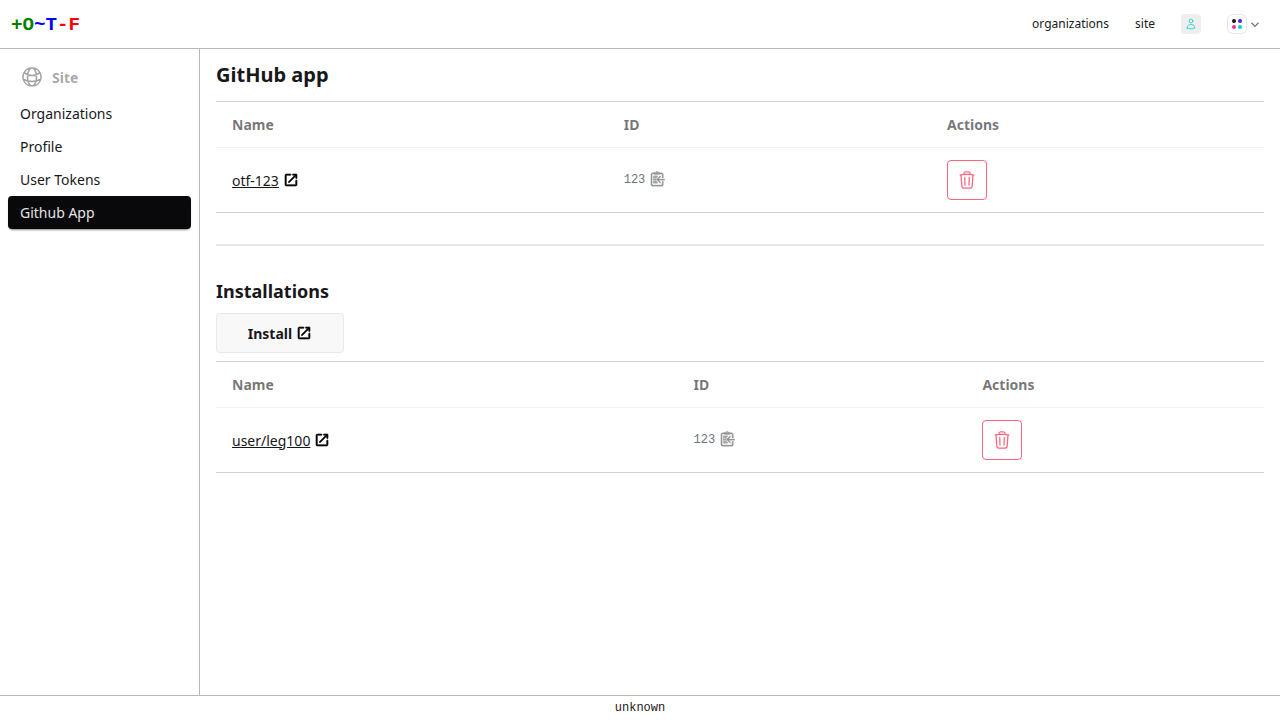 +O~T-F
organizations site
Site
Organizations
Profile
User Tokens
Github App
GitHub app
Name ID Actions
otf-123 123
Installations
Install
Name ID Actions
user/leg100 123
unknown